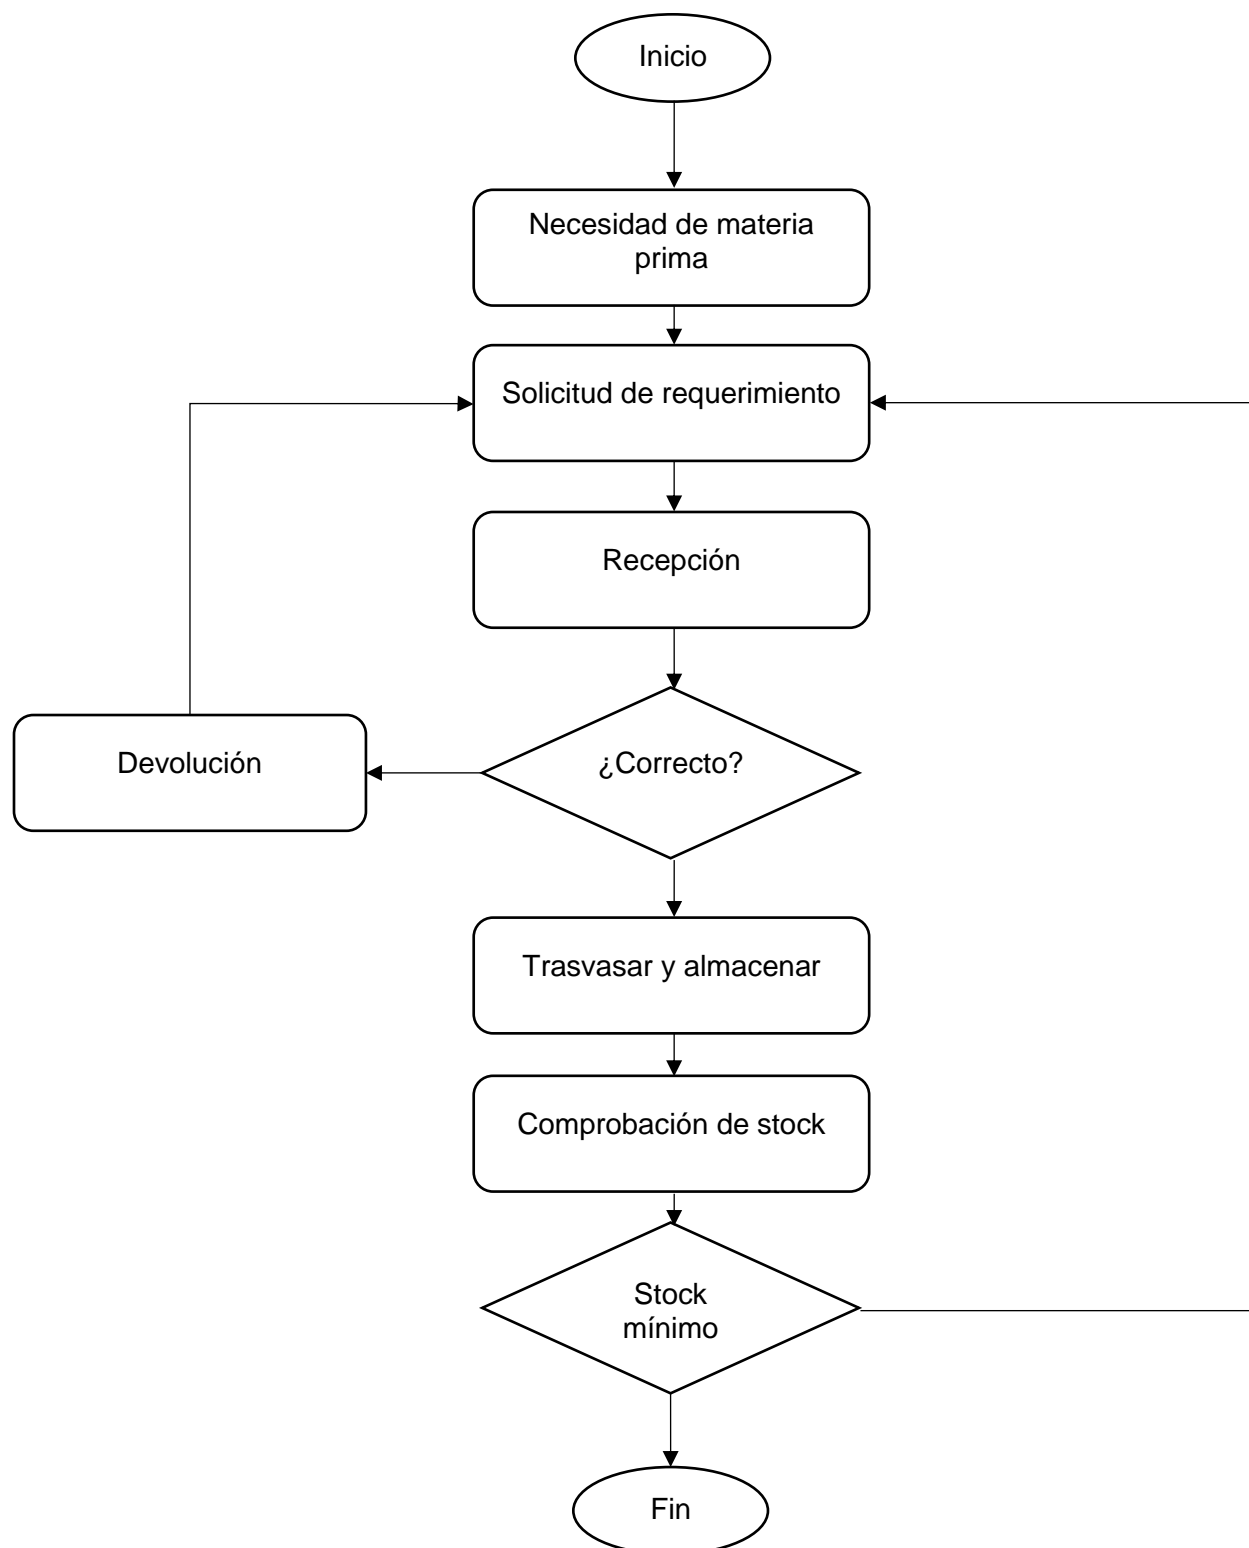 Inicio
Necesidad de materia
prima
Solicitud de requerimiento
Recepción
Devolución
¿Correcto?
Trasvasar y almacenar
Comprobación de stock
Stock
mínimo
Fin